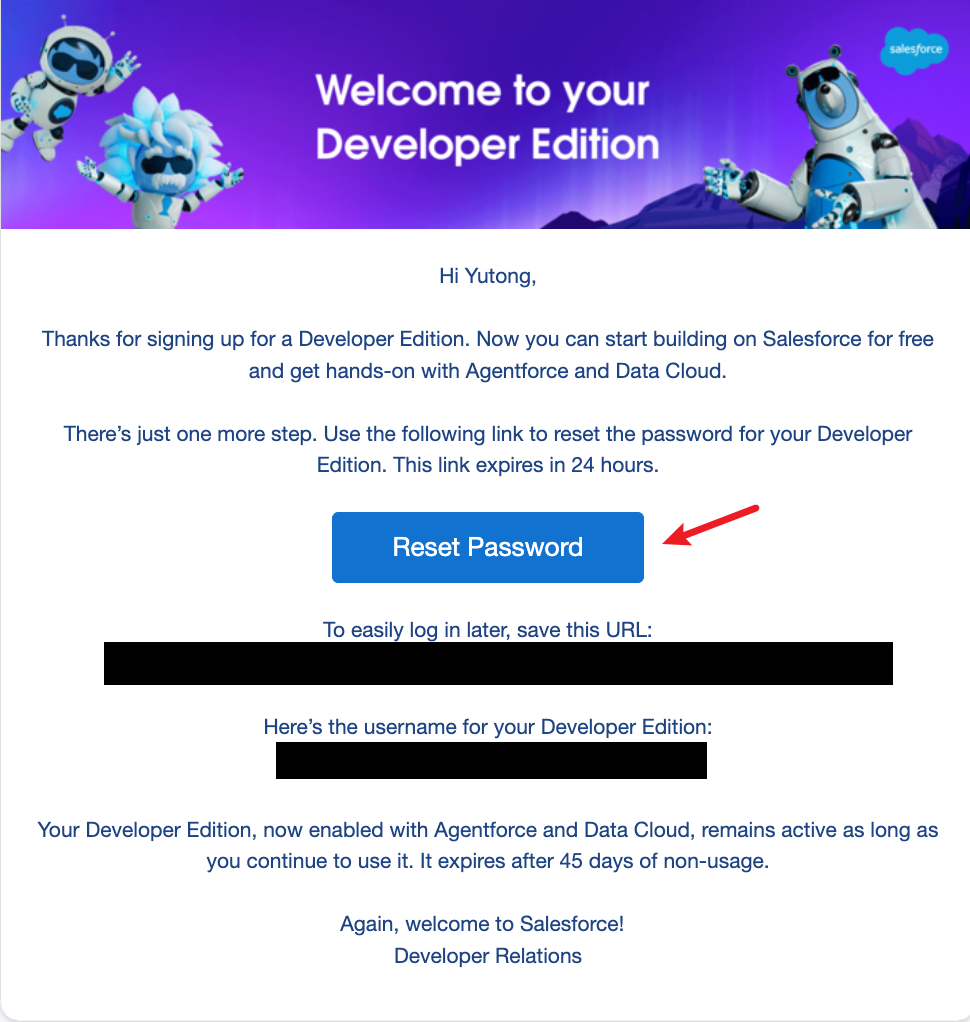 salesforce
Welcome to your
Developer Edition
Hi Yutong,
Thanks for signing up for a Developer Edition. Now you can start building on Salesforce for free
and get hands-on with Agentforce and Data Cloud.
There’s just one more step. Use the following link to reset the password for your Developer
Edition. This link expires in 24 hours.
Reset Password
To easily log in later, save this URL:
Here’s the username for your Developer Edition:
Your Developer Edition, now enabled with Agentforce and Data Cloud, remains active as long as
you continue to use it. It expires after 45 days of non-usage.
Again, welcome to Salesforce!
Developer Relations